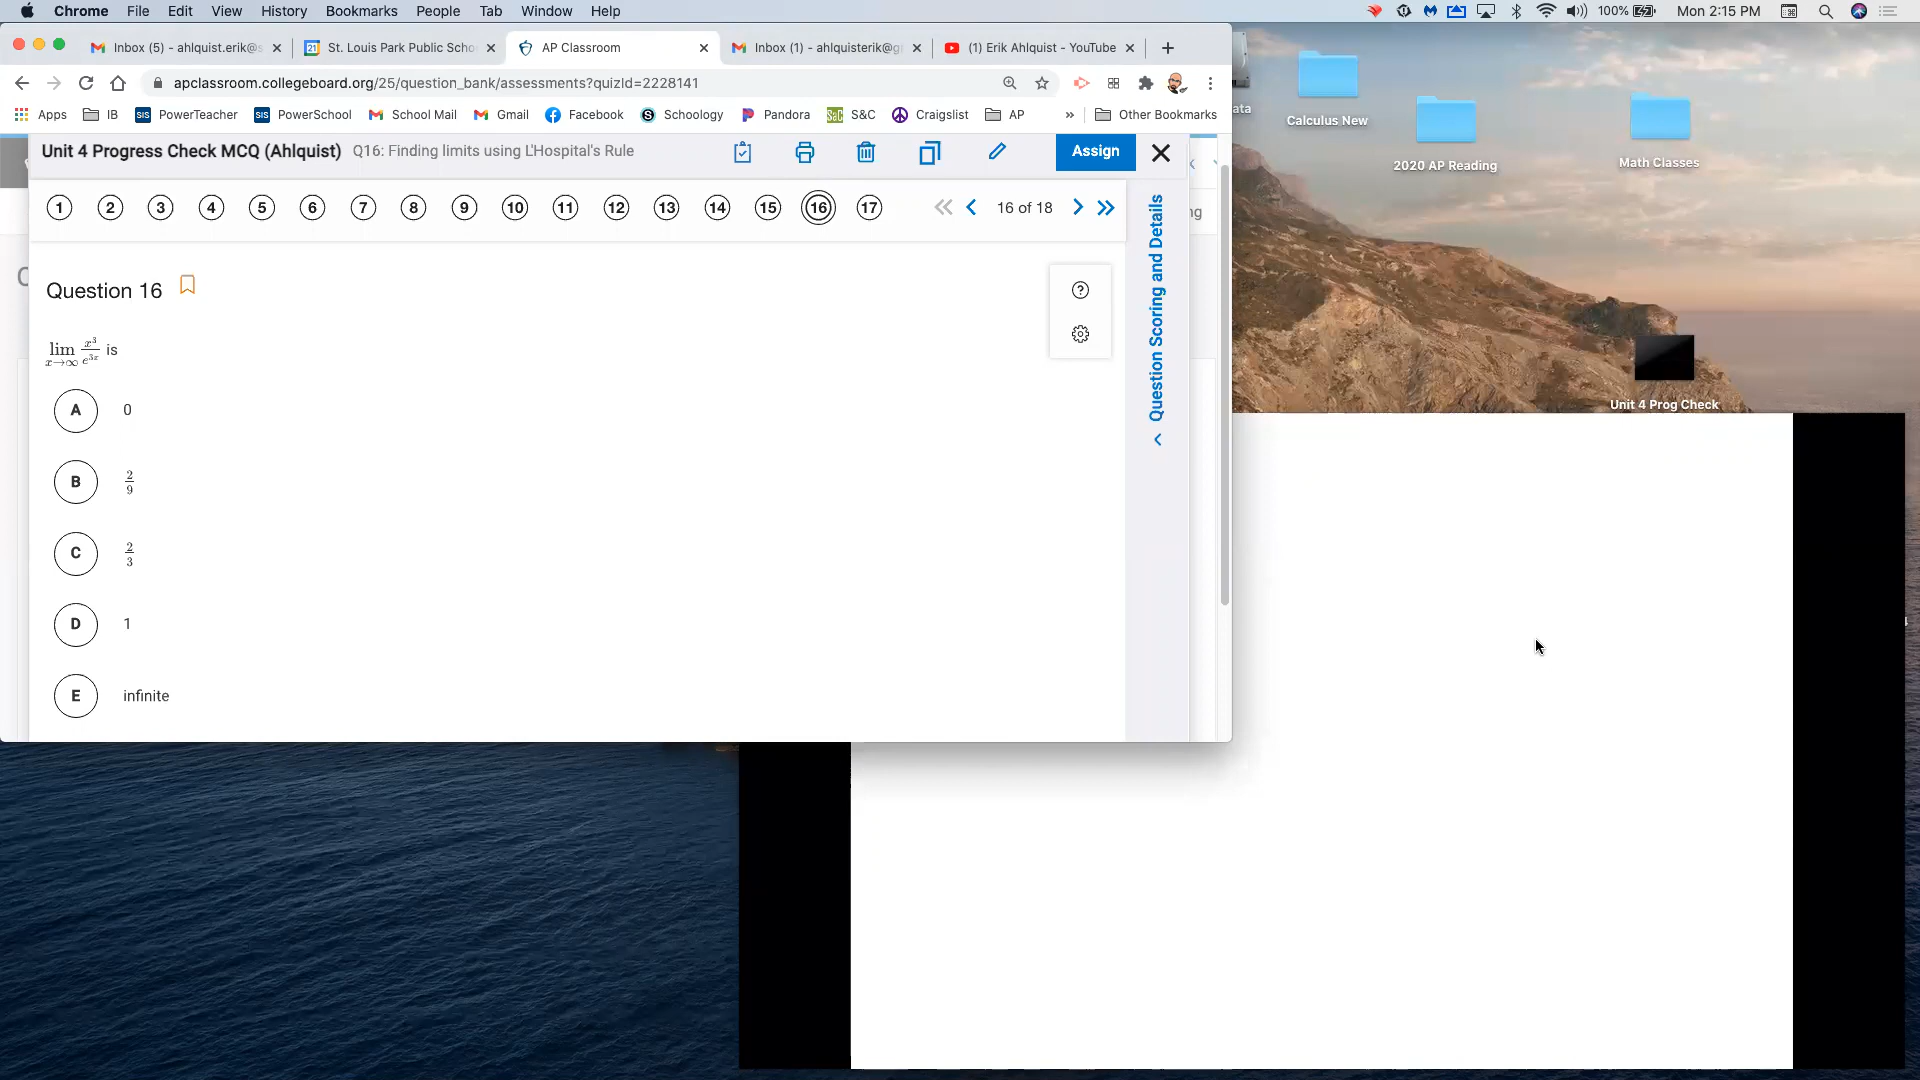 Chrome File Edit View History Bookmarks People Tab Window Help
100% Mon 2:15 PM
Inbox (5) - ahlquist.erik@s
21 St. Louis Park Public Schoo
AP Classroom
Inbox (1) - ahlquisterik@g
(1) Erik Ahlquist - YouTube
apclassroom.collegeboard.org/25/question_bank/assessments?quizId=2228141
Apps IB SIS PowerTeacher SIS PowerSchool School Mail Gmail Facebook S Schoology Pandora S&C Craigslist AP » Other Bookmarks
Unit 4 Progress Check MCQ (Ahlquist) Q16: Finding limits using L'Hospital's Rule
Assign
1 2 3 4 5 6 7 8 9 10 11 12 13 14 15 16 17
16 of 18
ng
Question Scoring and Details
Question 16
?
lim x→∞ x³/e³ˣ is
A 0
B 2/9
C 2/3
D 1
E infinite
ata
Calculus New
2020 AP Reading
Math Classes
Unit 4 Prog Check